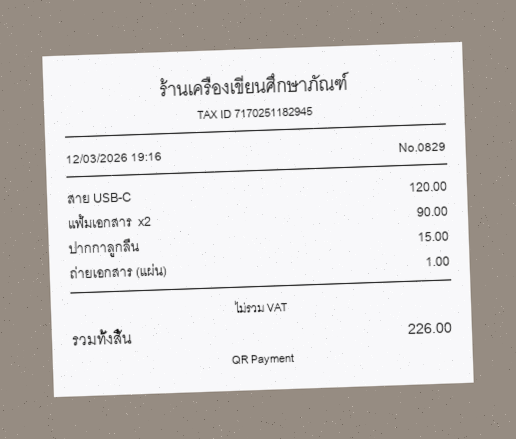 ร้านเครื่องเขียนศึกษาภัณฑ์
TAX ID 7170251182945
12/03/2026 19:16 No.0829
สาย USB-C 120.00
แฟ้มเอกสาร x2 90.00
ปากกาลูกลื่น 15.00
ถ่ายเอกสาร (แผ่น) 1.00
ไม่รวม VAT
รวมทั้งสิ้น 226.00
QR Payment